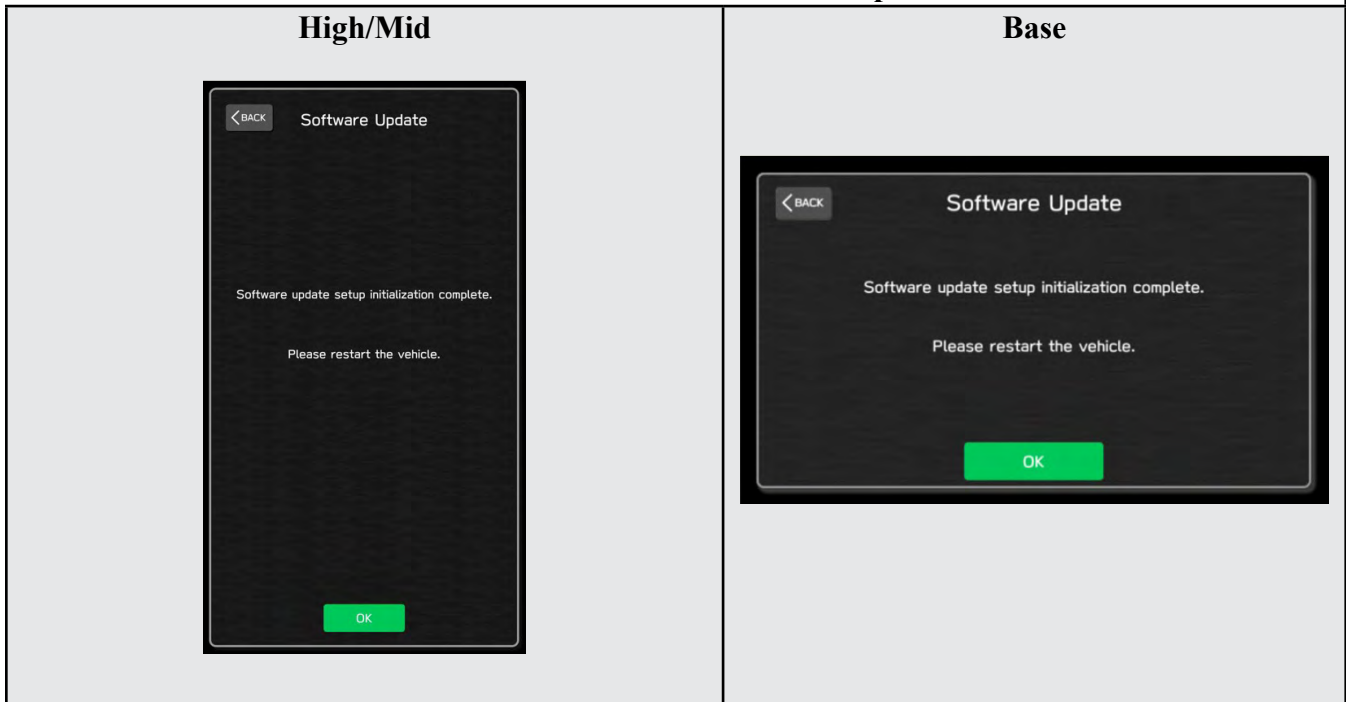 High/Mid
Base
BACK
Software Update
Software update setup initialization complete.
Please restart the vehicle.
OK
BACK
Software Update
Software update setup initialization complete.
Please restart the vehicle.
OK